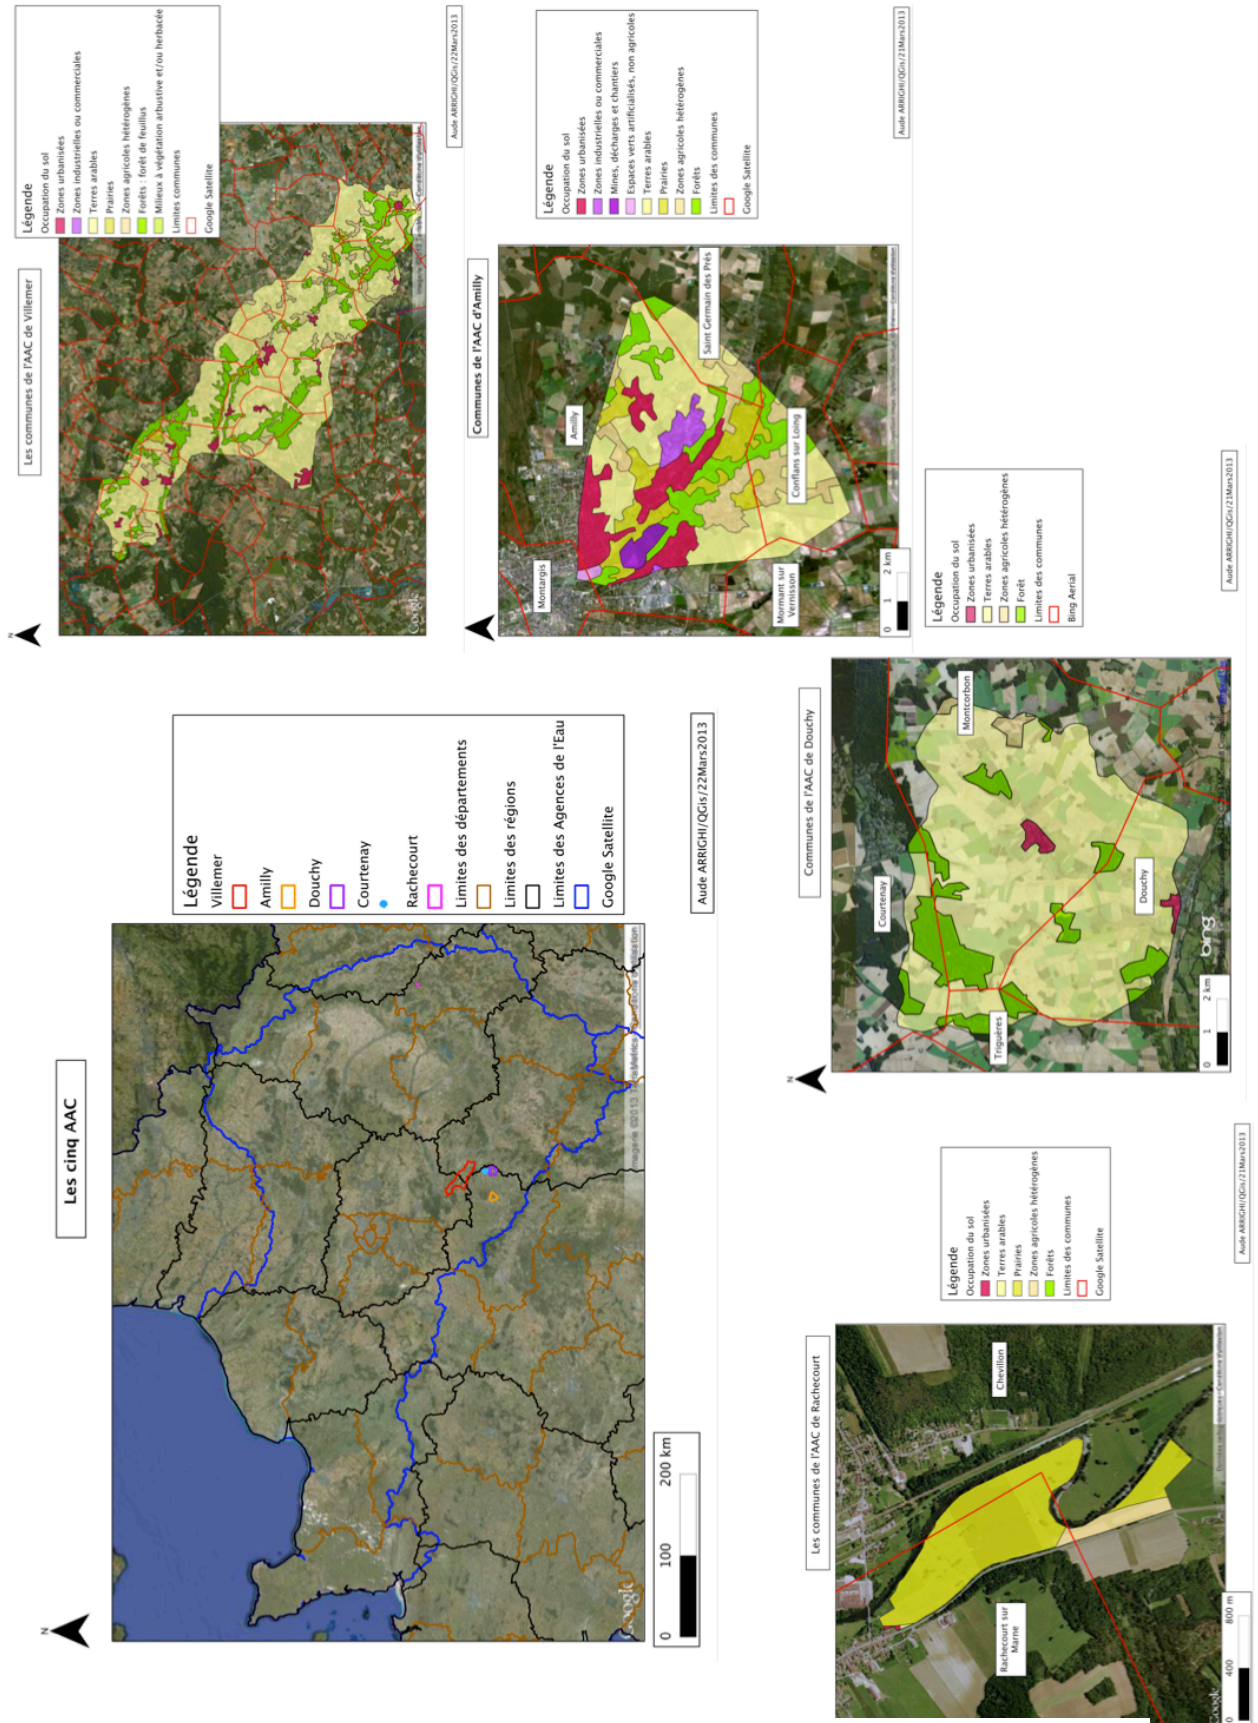 Les cinq AAC
N
Légende
Villemer
Amilly
Douchy
Courtenay
Rachecourt
Limites des départements
Limites des régions
Limites des Agences de l'Eau
Google Satellite
Google
0 100 200 km
Aude ARRIGHI/QGis/22Mars2013
Les communes de l'AAC de Villemer
N
Légende
Occupation du sol
Zones urbanisées
Zones industrielles ou commerciales
Terres arables
Prairies
Zones agricoles hétérogènes
Forêts : forêt de feuillus
Milieux à végétation arbustive et/ou herbacée
Limites communes
Google Satellite
Google
Aude ARRIGHI/QGis/22Mars2013
Communes de l'AAC d'Amilly
Légende
Occupation du sol
Zones urbanisées
Zones industrielles ou commerciales
Mines, décharges et chantiers
Espaces verts artificialisés, non agricoles
Terres arables
Prairies
Zones agricoles hétérogènes
Forêts
Limites des communes
Google Satellite
Montargis
Amilly
Saint Germain des Prés
Conflans sur Loing
Mormant sur
Vernisson
0 1 2 km
Aude ARRIGHI/QGis/21Mars2013
Les communes de l'AAC de Rachecourt
Légende
Occupation du sol
Zones urbanisées
Terres arables
Prairies
Zones agricoles hétérogènes
Forêts
Limites des communes
Google Satellite
Chevillon
Rachecourt sur
Marne
Google
0 400 800 m
Aude ARRIGHI/QGis/21Mars2013
Communes de l'AAC de Douchy
N
Légende
Occupation du sol
Zones urbanisées
Terres arables
Zones agricoles hétérogènes
Forêt
Limites des communes
Bing Aerial
Courtenay
Montcorbon
Triguères
Douchy
bing
0 1 2 km
Aude ARRIGHI/QGis/21Mars2013